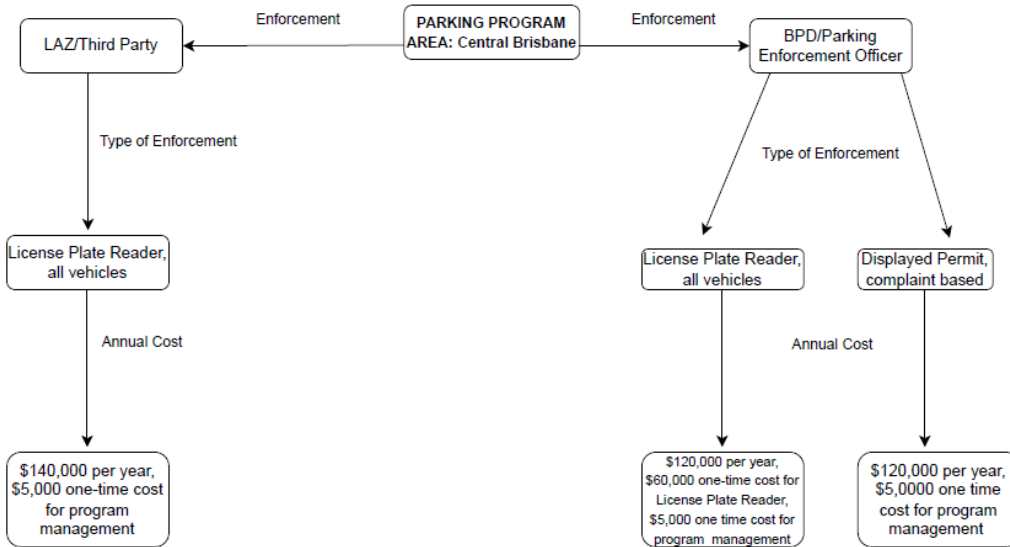 Enforcement
PARKING PROGRAM
AREA: Central Brisbane
Enforcement
LAZ/Third Party
BPD/Parking
Enforcement Officer
Type of Enforcement
Type of Enforcement
License Plate Reader,
all vehicles
License Plate Reader,
all vehicles
Displayed Permit,
complaint based
Annual Cost
Annual Cost
$140,000 per year,
$5,000 one-time cost
for program
management
$120,000 per year,
$60,000 one-time cost for
License Plate Reader,
$5,000 one time cost for
program management
$120,000 per year,
$5,0000 one time
cost for program
management